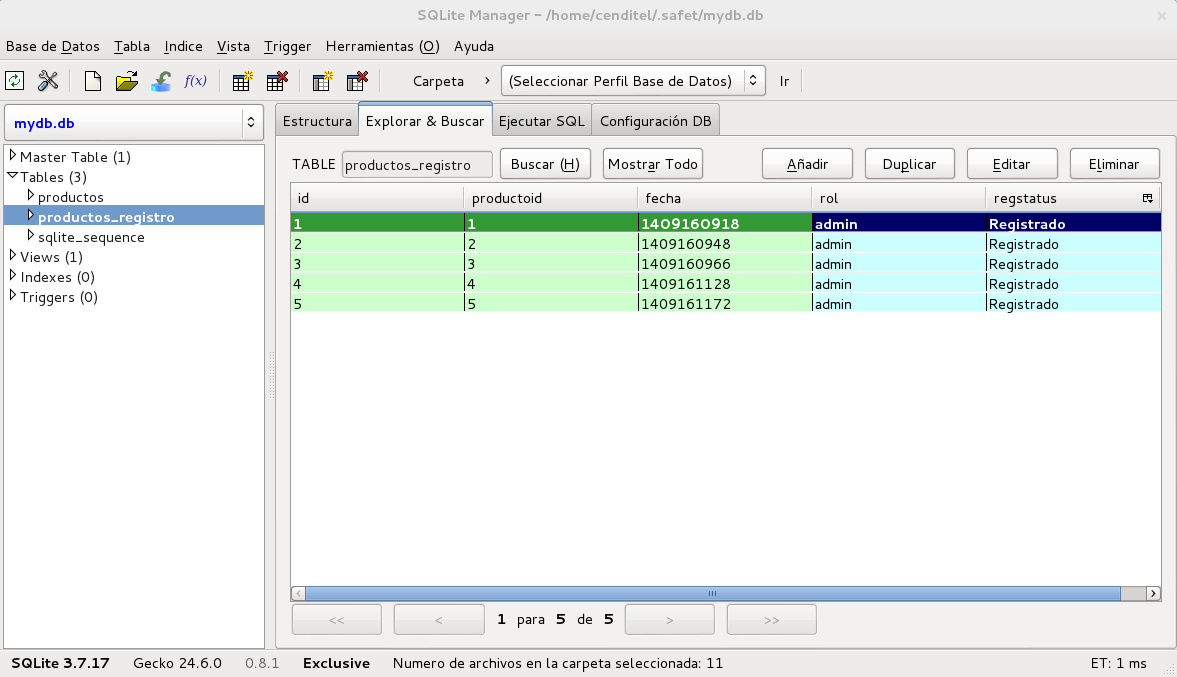 SQLite Manager – /home/cenditel/.safet/mydb.db
Base de Datos Tabla Indice Vista Trigger Herramientas (O) Ayuda
f(x) Carpeta > (Seleccionar Perfil Base de Datos) Ir
mydb.db
Master Table (1)
Tables (3)
productos
productos_registro
sqlite_sequence
Views (1)
Indexes (0)
Triggers (0)
Estructura Explorar & Buscar Ejecutar SQL Configuración DB
TABLE productos_registro Buscar (H) Mostrar Todo Añadir Duplicar Editar Eliminar
id productoid fecha rol regstatus
1 1 1409160918 admin Registrado
2 2 1409160948 admin Registrado
3 3 1409160966 admin Registrado
4 4 1409161128 admin Registrado
5 5 1409161172 admin Registrado
<< < 1 para 5 de 5 > >>
SQLite 3.7.17 Gecko 24.6.0 0.8.1 Exclusive Numero de archivos en la carpeta seleccionada: 11 ET: 1 ms